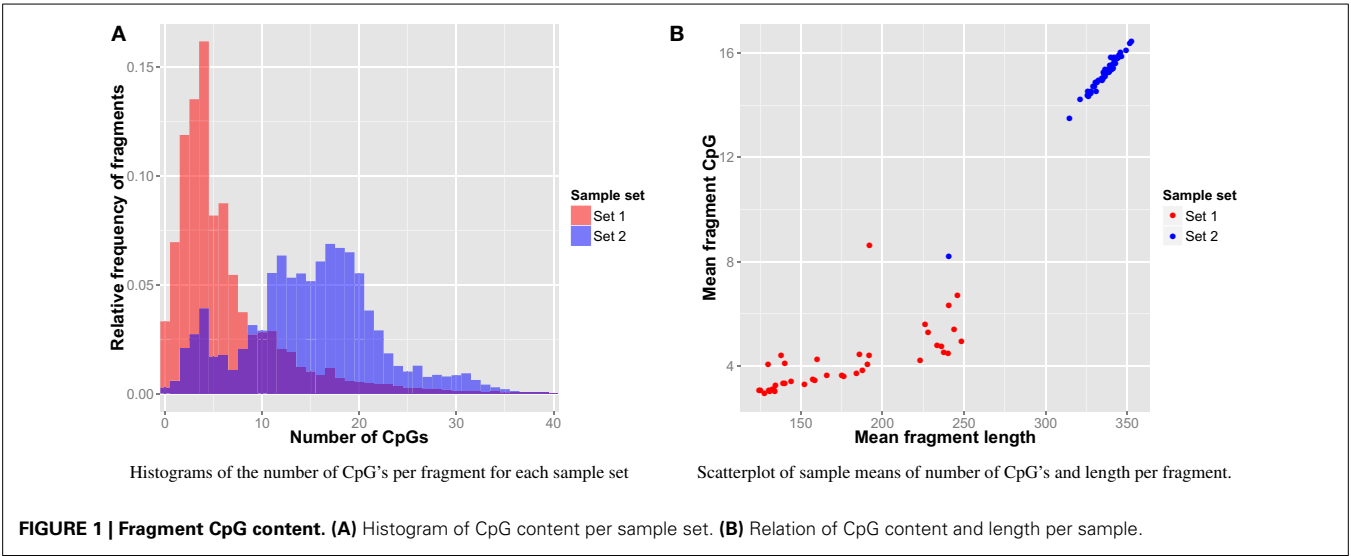 A
Relative frequency of fragments
0.15
0.10
0.05
0.00
0
10
20
30
40
Number of CpGs
Sample set
Set 1
Set 2
Histograms of the number of CpG's per fragment for each sample set
B
Mean fragment CpG
16
12
8
4
150
200
250
300
350
Mean fragment length
Sample set
Set 1
Set 2
Scatterplot of sample means of number of CpG's and length per fragment.
FIGURE 1 | Fragment CpG content. (A) Histogram of CpG content per sample set. (B) Relation of CpG content and length per sample.